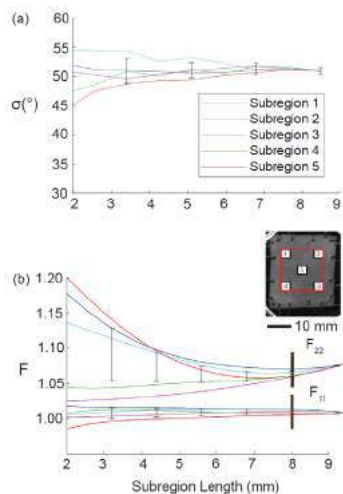 (a)
70
65
60
55
σ(°) 50
45
40
35
30
2 3 4 5 6 7 8 9
Subregion 1
Subregion 2
Subregion 3
Subregion 4
Subregion 5
1 2
5
4 3
10 mm
(b)
1.20
1.15
F 1.10
1.05
1.00
F22
F11
2 3 4 5 6 7 8 9
Subregion Length (mm)